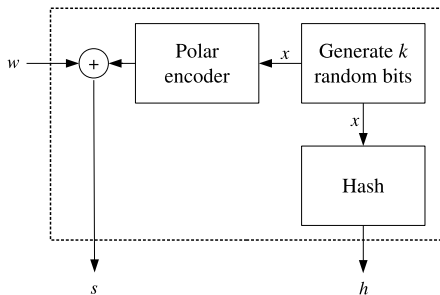 Polar
encoder
Generate k
random bits
w
+
x
x
Hash
s
h